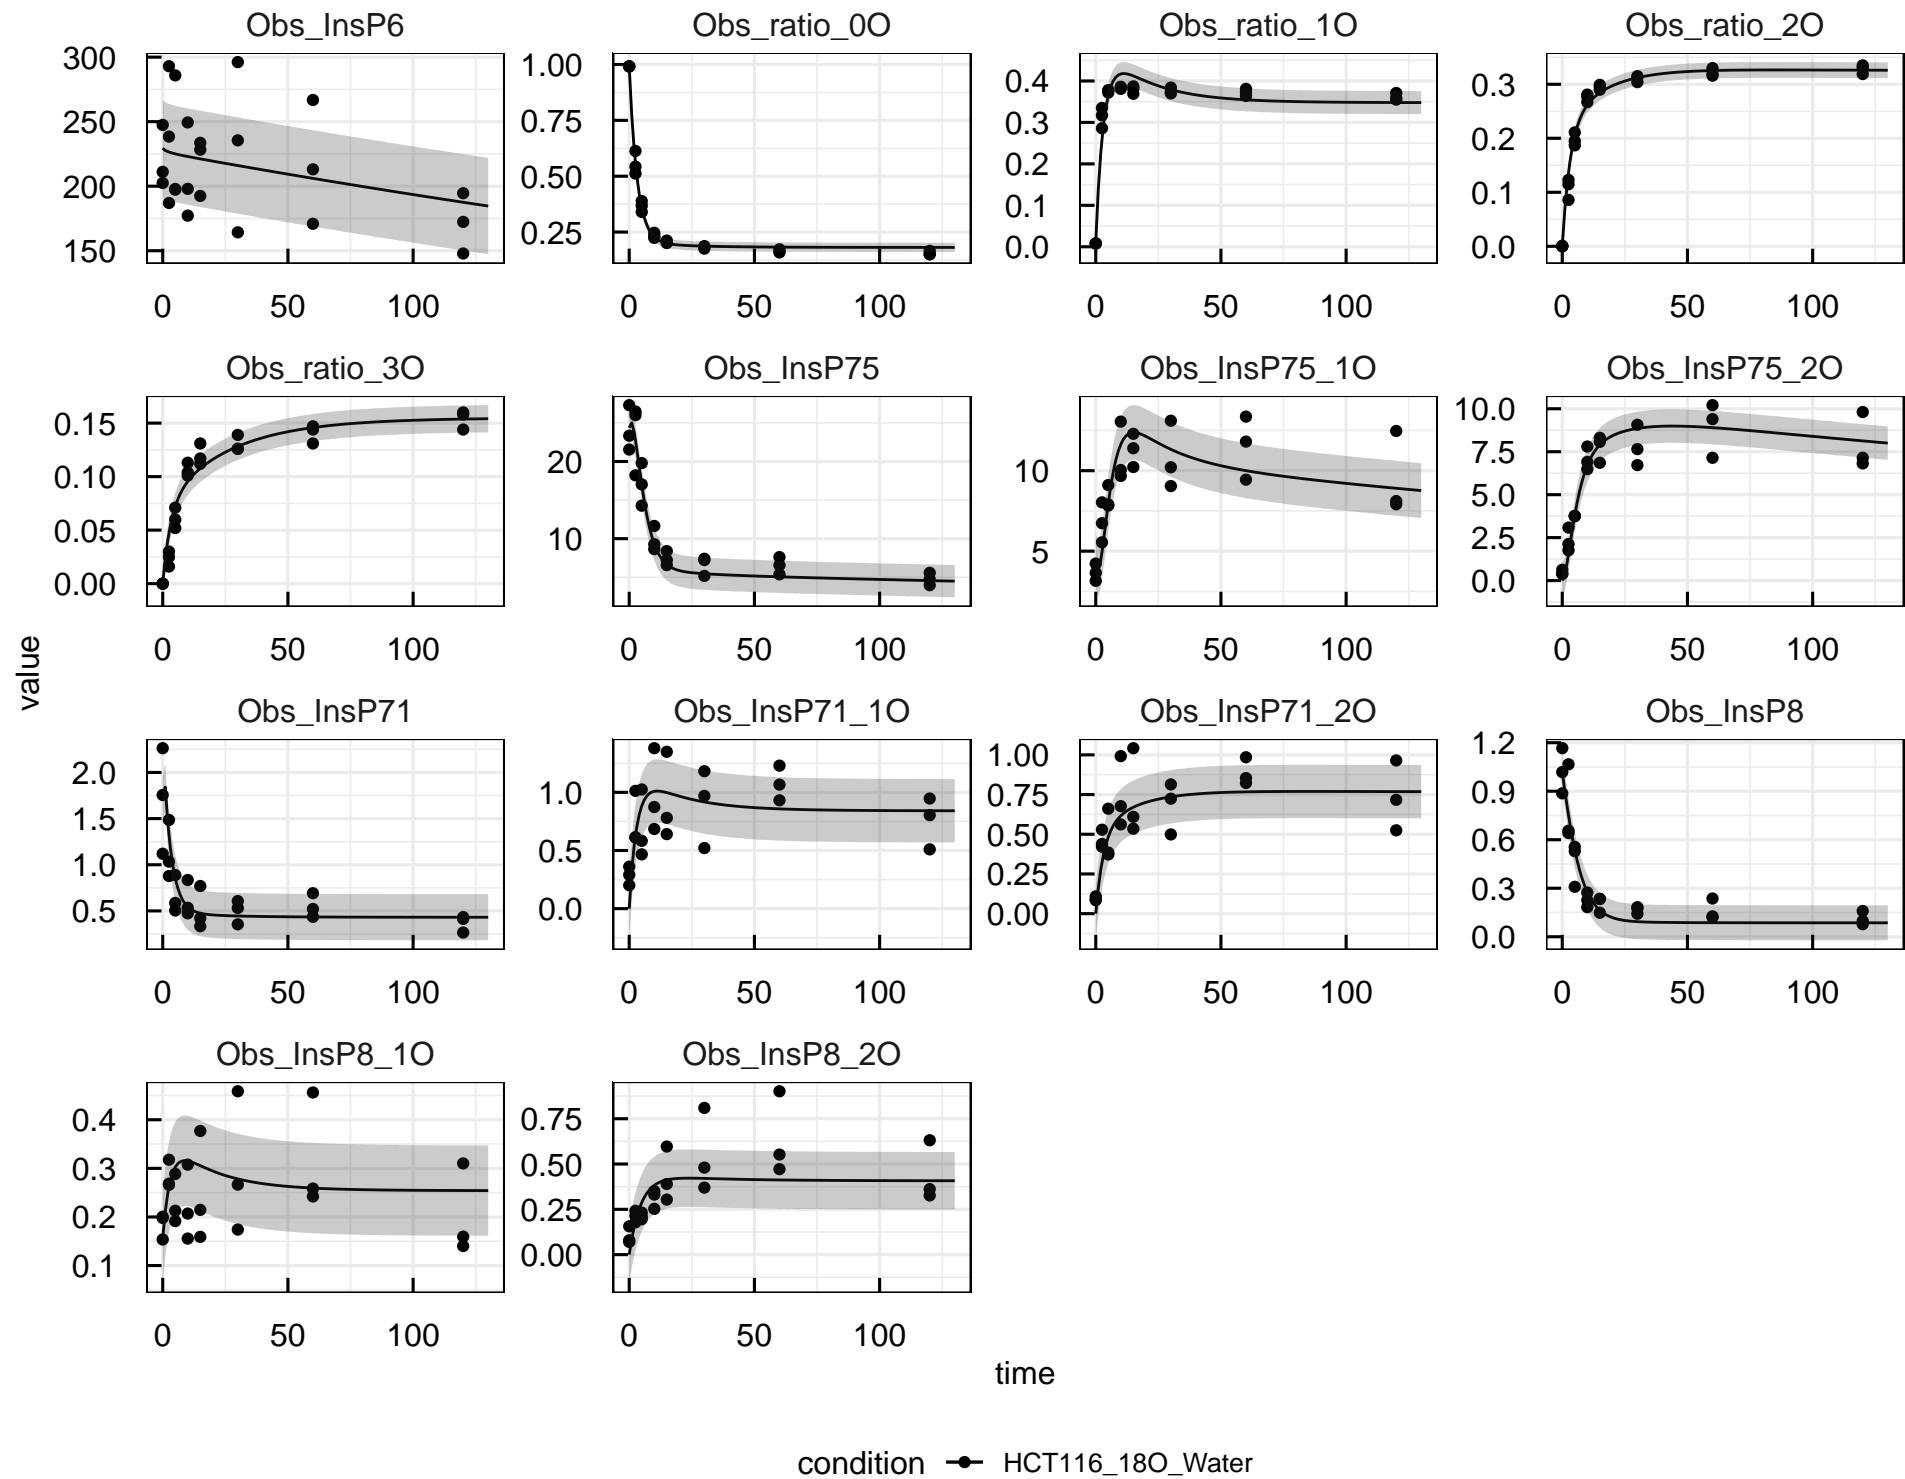 Obs_InsP6 Obs_ratio_0O Obs_ratio_1O Obs_ratio_2O
300 1.00 0.4 0.3
250 0.75 0.3 0.2
200 0.50 0.2 0.1
150 0.25 0.1 0.0
0.0
0 50 100 0 50 100 0 50 100 0 50 100
Obs_ratio_3O Obs_InsP75 Obs_InsP75_1O Obs_InsP75_2O
0.15 20 10 10.0
0.10 10 5 7.5
0.05 5.0
0.00 2.5
0.0
0 50 100 0 50 100 0 50 100 0 50 100
value
Obs_InsP71 Obs_InsP71_1O Obs_InsP71_2O Obs_InsP8
2.0 1.0 1.00 1.2
1.5 0.5 0.75 0.9
1.0 0.0 0.50 0.6
0.5 0.25 0.3
0.00 0.0
0 50 100 0 50 100 0 50 100 0 50 100
Obs_InsP8_1O Obs_InsP8_2O
0.4 0.75
0.3 0.50
0.2 0.25
0.1 0.00
0 50 100 0 50 100
time
condition HCT116_18O_Water